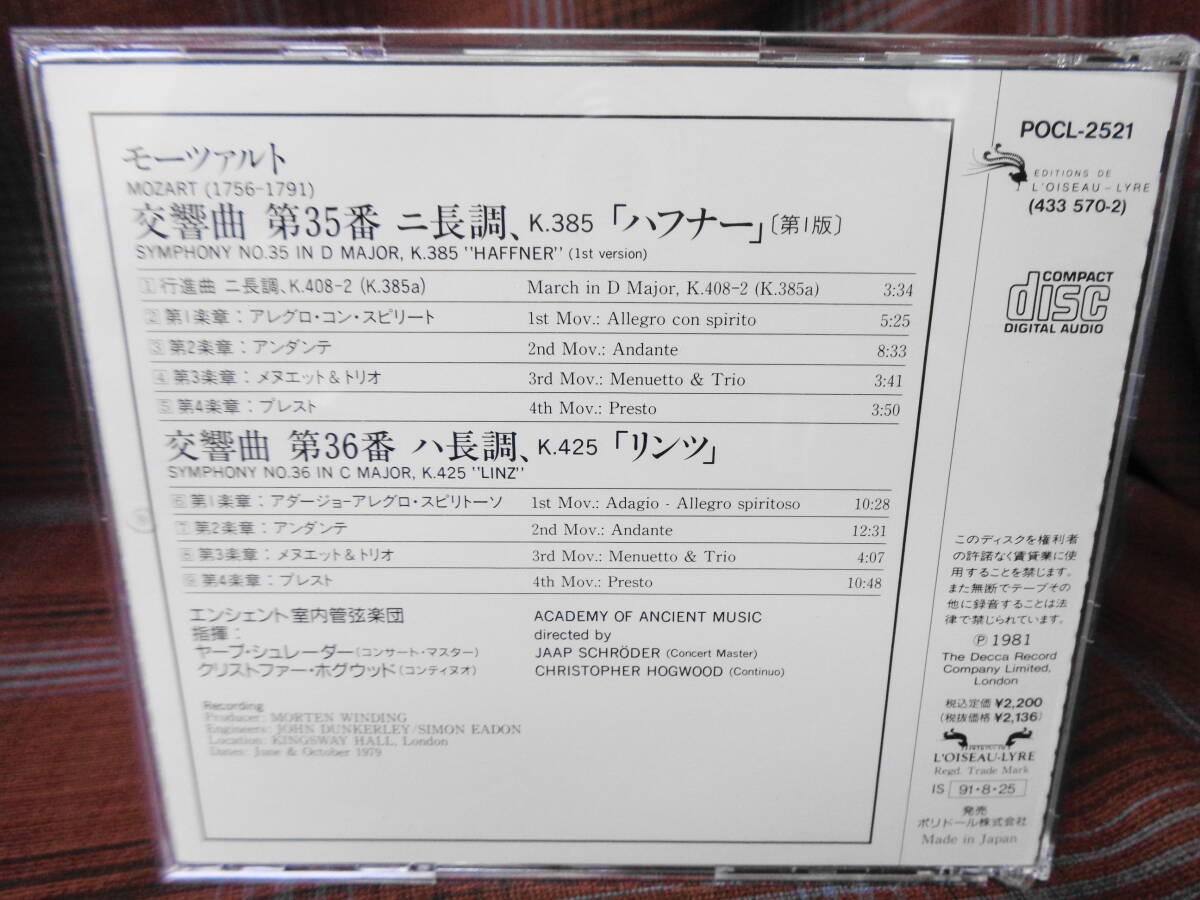 モーツァルト
MOZART (1756-1791)
交響曲 第35番 ニ長調、K.385 「ハフナー」〔第1版〕
SYMPHONY NO.35 IN D MAJOR, K.385 "HAFFNER" (1st version)
1 行進曲 ニ長調、K.408-2 (K.385a) March in D Major, K.408-2 (K.385a) 3:34
2 第1楽章：アレグロ・コン・スピリート 1st Mov.: Allegro con spirito 5:25
3 第2楽章：アンダンテ 2nd Mov.: Andante 8:33
4 第3楽章：メヌエット&トリオ 3rd Mov.: Menuetto & Trio 3:41
5 第4楽章：プレスト 4th Mov.: Presto 3:50
交響曲 第36番 ハ長調、K.425 「リンツ」
SYMPHONY NO.36 IN C MAJOR, K.425 "LINZ"
6 第1楽章：アダージョ-アレグロ・スピリトーソ 1st Mov.: Adagio - Allegro spiritoso 10:28
7 第2楽章：アンダンテ 2nd Mov.: Andante 12:31
8 第3楽章：メヌエット&トリオ 3rd Mov.: Menuetto & Trio 4:07
9 第4楽章：プレスト 4th Mov.: Presto 10:48
エンシェント室内管弦楽団 ACADEMY OF ANCIENT MUSIC
指揮： directed by
ヤープ・シュレーダー(コンサート・マスター) JAAP SCHRÖDER (Concert Master)
クリストファー・ホグウッド(コンティヌオ) CHRISTOPHER HOGWOOD (Continuo)
Recording
Producer: MORTEN WINDING
Engineers: JOHN DUNKERLEY/SIMON EADON
Location: KINGSWAY HALL, London
Dates: June & October 1979
POCL-2521
EDITIONS DE
L'OISEAU-LYRE
(433 570-2)
COMPACT
disc
DIGITAL AUDIO
このディスクを権利者
の許諾なく賃貸業に使
用することを禁じます。
また無断でテープその
他に録音することは法
律で禁じられています。
Ⓟ 1981
The Decca Record
Company Limited,
London
税込定価 ¥2,200
(税抜価格 ¥2,136)
L'OISEAU-LYRE
Regd. Trade Mark
IS 91・8・25
発売
ポリドール株式会社
Made in Japan